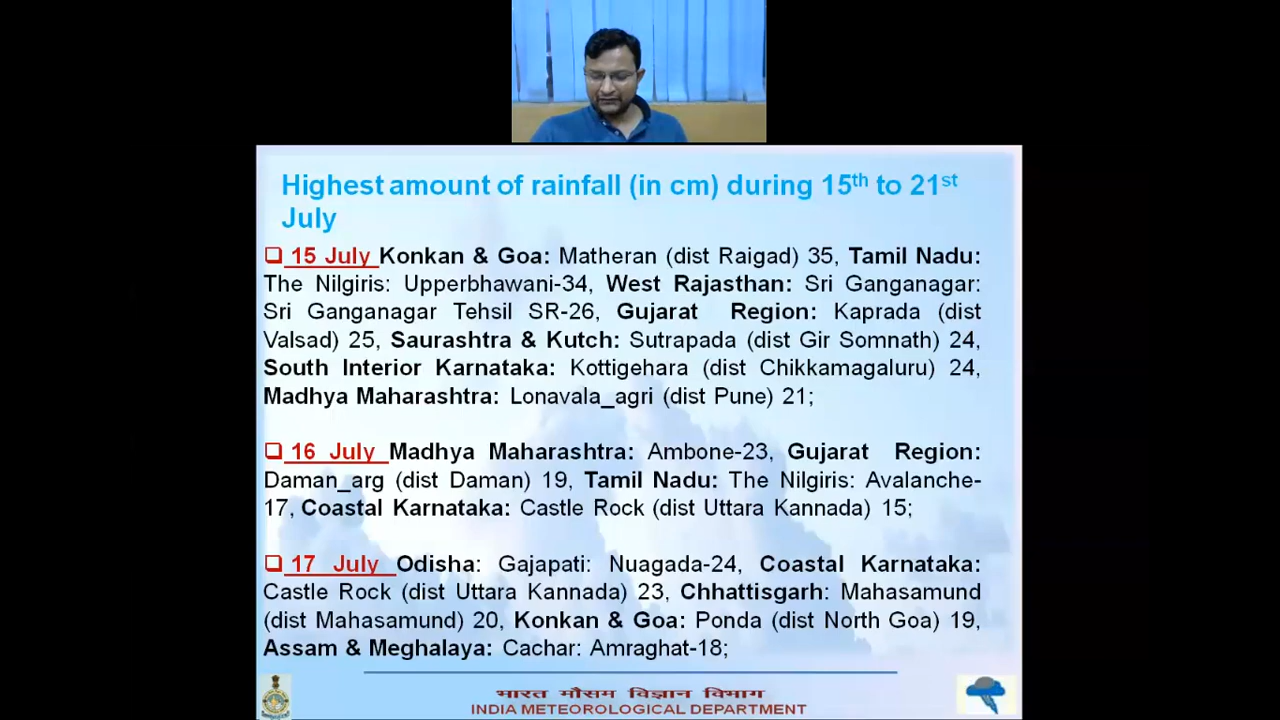 Highest amount of rainfall (in cm) during 15th to 21st
July
15 July Konkan & Goa: Matheran (dist Raigad) 35, Tamil Nadu:
The Nilgiris: Upperbhawani-34, West Rajasthan: Sri Ganganagar:
Sri Ganganagar Tehsil SR-26, Gujarat Region: Kaprada (dist
Valsad) 25, Saurashtra & Kutch: Sutrapada (dist Gir Somnath) 24,
South Interior Karnataka: Kottigehara (dist Chikkamagaluru) 24,
Madhya Maharashtra: Lonavala_agri (dist Pune) 21;
16 July Madhya Maharashtra: Ambone-23, Gujarat Region:
Daman_arg (dist Daman) 19, Tamil Nadu: The Nilgiris: Avalanche-
17, Coastal Karnataka: Castle Rock (dist Uttara Kannada) 15;
17 July Odisha: Gajapati: Nuagada-24, Coastal Karnataka:
Castle Rock (dist Uttara Kannada) 23, Chhattisgarh: Mahasamund
(dist Mahasamund) 20, Konkan & Goa: Ponda (dist North Goa) 19,
Assam & Meghalaya: Cachar: Amraghat-18;
भारत मौसम विज्ञान विभाग
INDIA METEOROLOGICAL DEPARTMENT